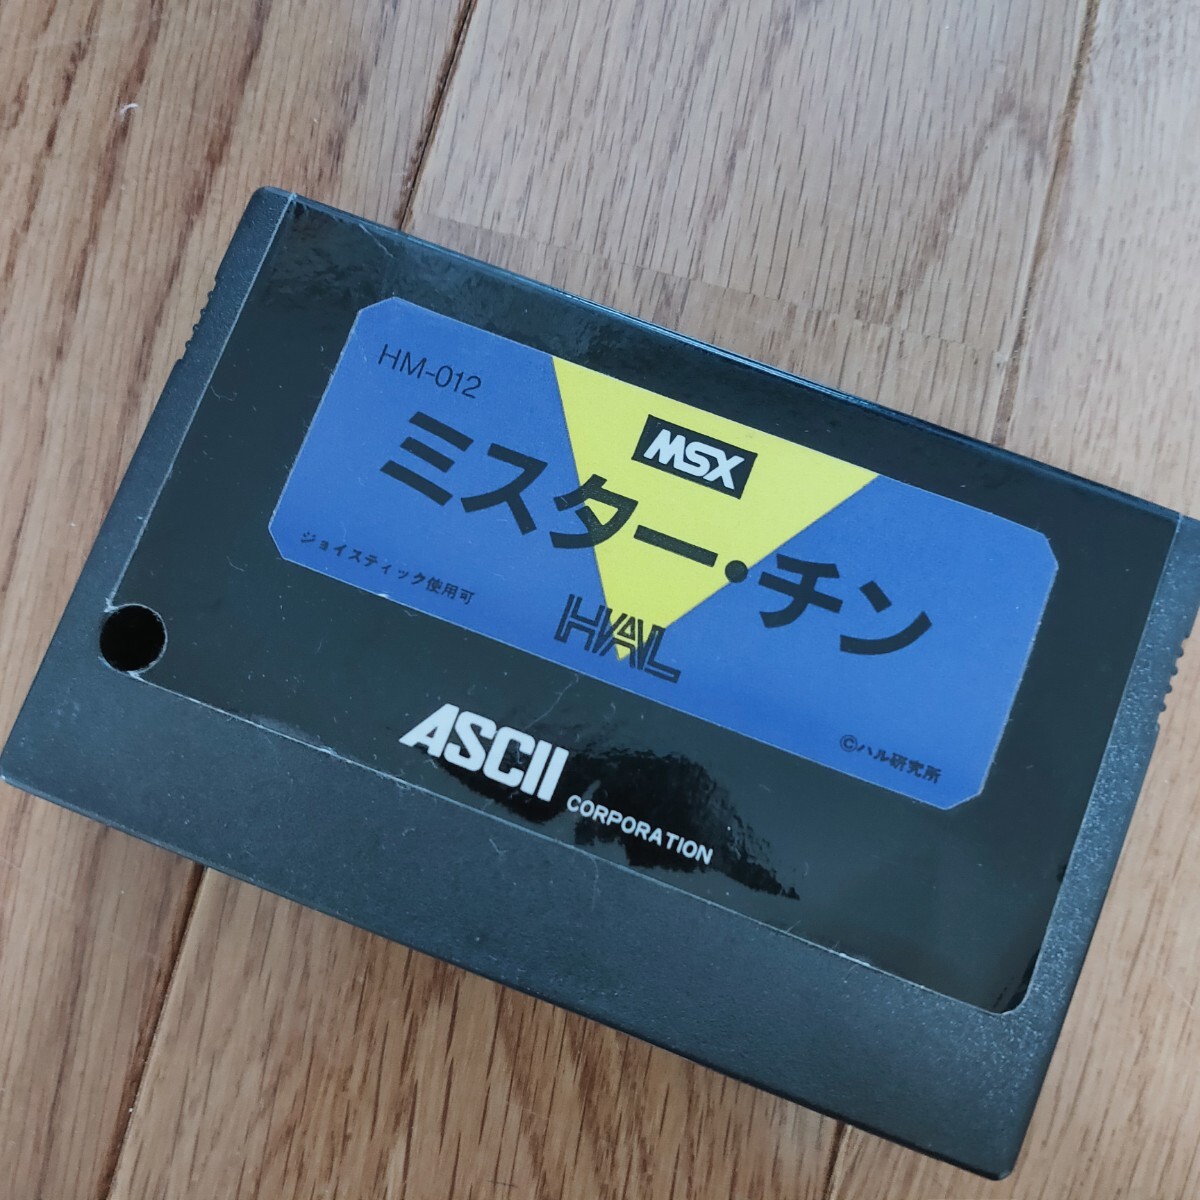 HM-012
MSX
ミスター・チン
ジョイスティック使用可
HAL
©ハル研究所
ASCII CORPORATION